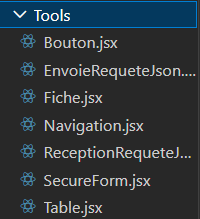 Tools
Bouton.jsx
EnvoieRequeteJson....
Fiche.jsx
Navigation.jsx
ReceptionRequeteJ...
SecureForm.jsx
Table.jsx